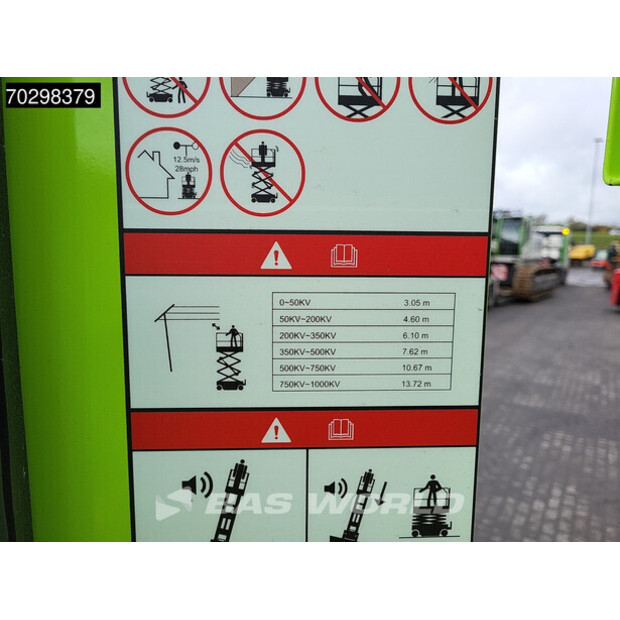 70298379
12.5m/s
28mph
0~50KV 3.05 m
50KV~200KV 4.60 m
200KV~350KV 6.10 m
350KV~500KV 7.62 m
500KV~750KV 10.67 m
750KV~1000KV 13.72 m
BAS WORLD